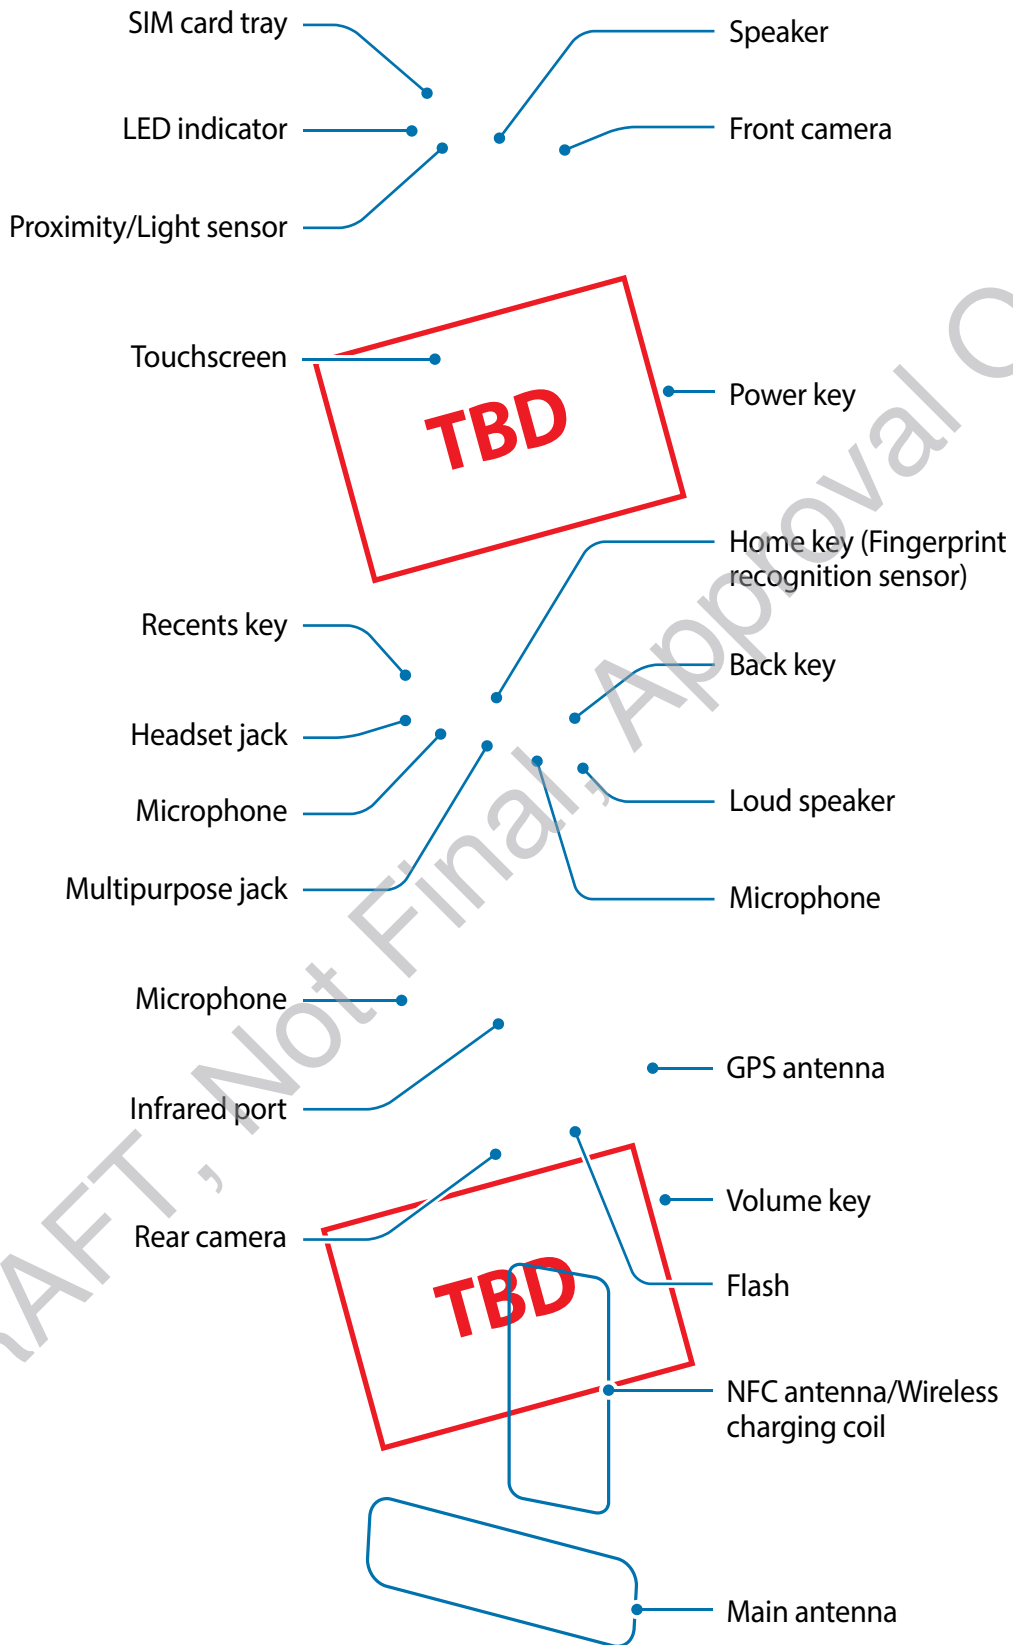 SIM card tray
Speaker
LED indicator
Front camera
Proximity/Light sensor
Touchscreen
TBD
Power key
Home key (Fingerprint
recognition sensor)
Recents key
Back key
Headset jack
Microphone
Loud speaker
Multipurpose jack
Microphone
Microphone
GPS antenna
Infrared port
Volume key
Rear camera
TBD
Flash
NFC antenna/Wireless
charging coil
Main antenna
AFT, Not Final, Approval